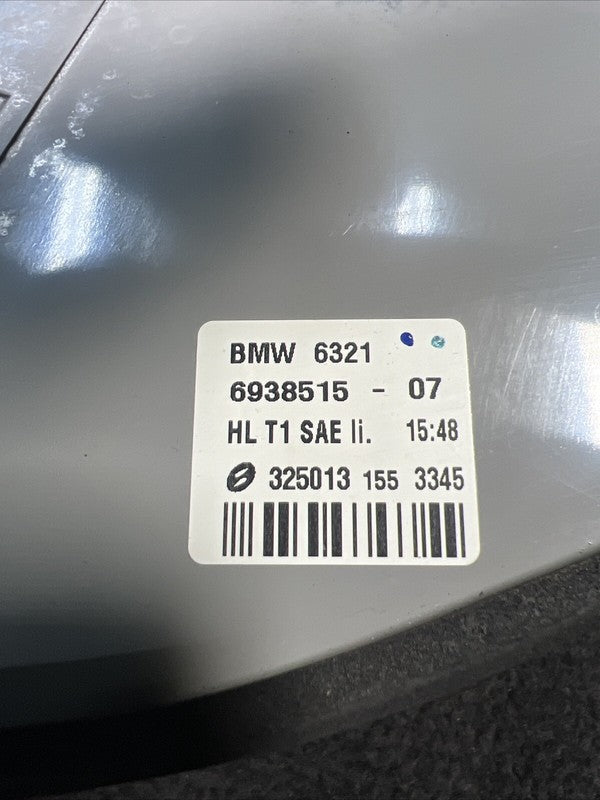 BMW 6321
6938515 - 07
HL T1 SAE li. 15:48
325013 155 3345